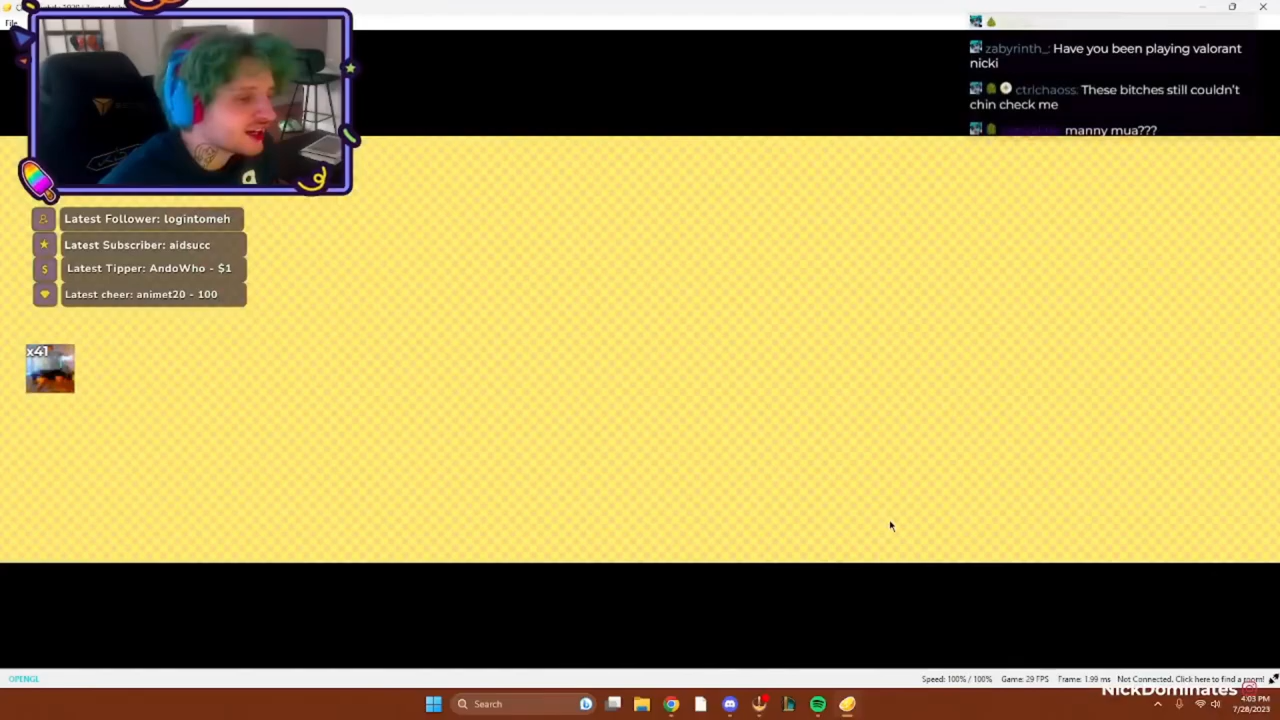 File
zabyrinth_: Have you been playing valorant
nicki
ctrlchaoss: These bitches still couldn't
chin check me
manny mua???
Latest Follower: logintomeh
Latest Subscriber: aidsucc
Latest Tipper: AndoWho - $1
Latest cheer: animet20 - 100
x41
OPENGL
Speed: 100% / 100%
Game: 29 FPS
Frame: 1.99 ms
Not Connected. Click here to find a room!
NickDominates
Search
4:03 PM
7/28/2023